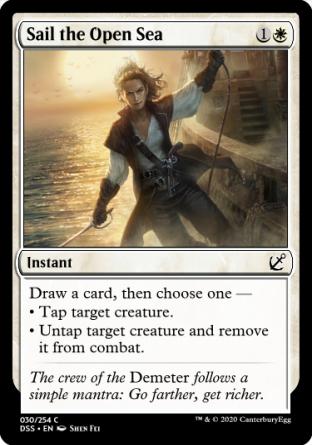 Sail the Open Sea 1
Instant
Draw a card, then choose one —
• Tap target creature.
• Untap target creature and remove
it from combat.
The crew of the Demeter follows a
simple mantra: Go farther, get richer.
030/254 C
DSS • EN Shen Fei
™ & © 2020 CanterburyEgg